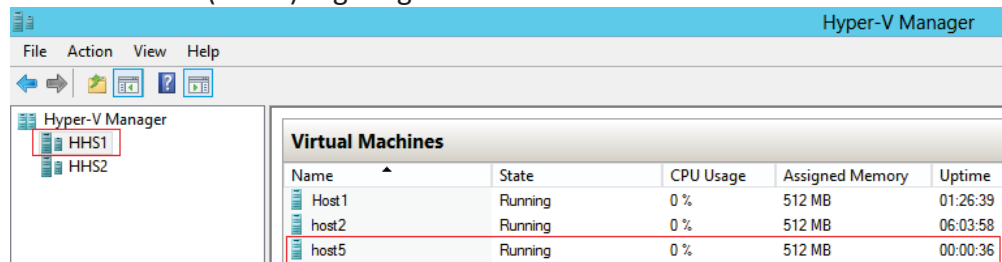 Hyper-V Manager
File Action View Help
Hyper-V Manager
HHS1
HHS2
Virtual Machines
Name State CPU Usage Assigned Memory Uptime
Host1 Running 0 % 512 MB 01:26:39
host2 Running 0 % 512 MB 06:03:58
host5 Running 0 % 512 MB 00:00:36